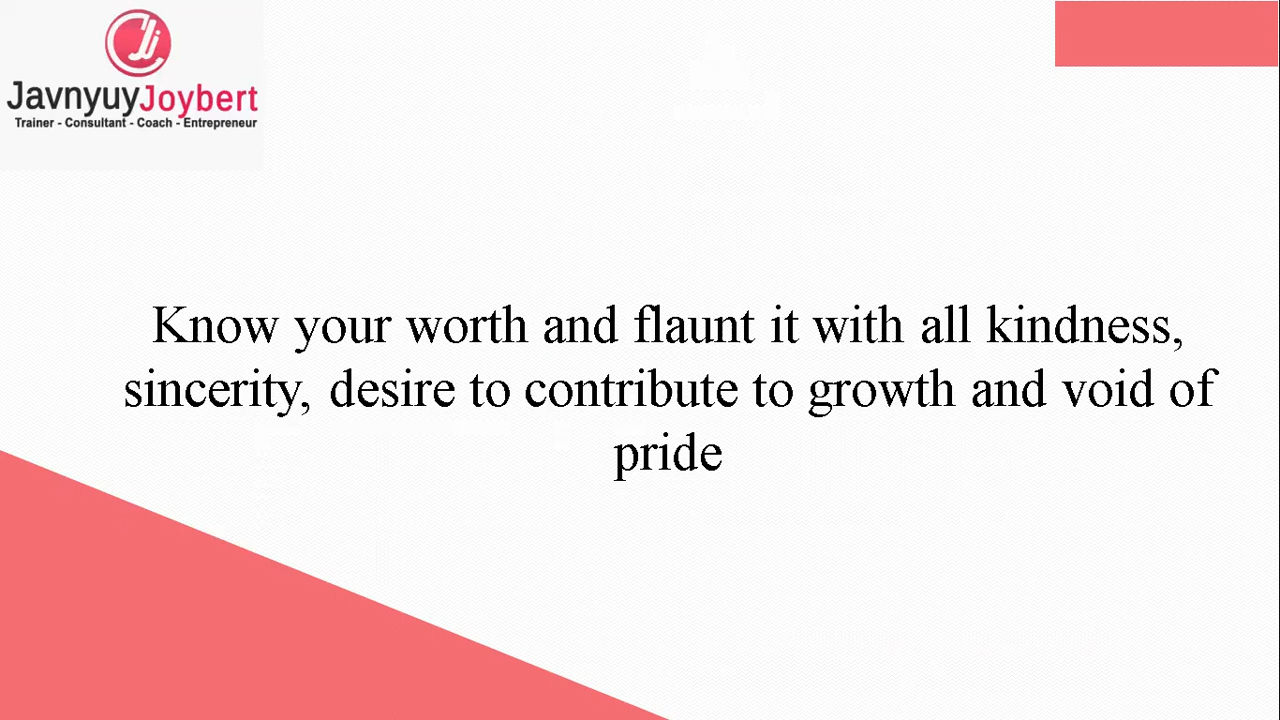 JavnyuyJoybert
Trainer - Consultant - Coach - Entrepreneur
Know your worth and flaunt it with all kindness,
sincerity, desire to contribute to growth and void of
pride